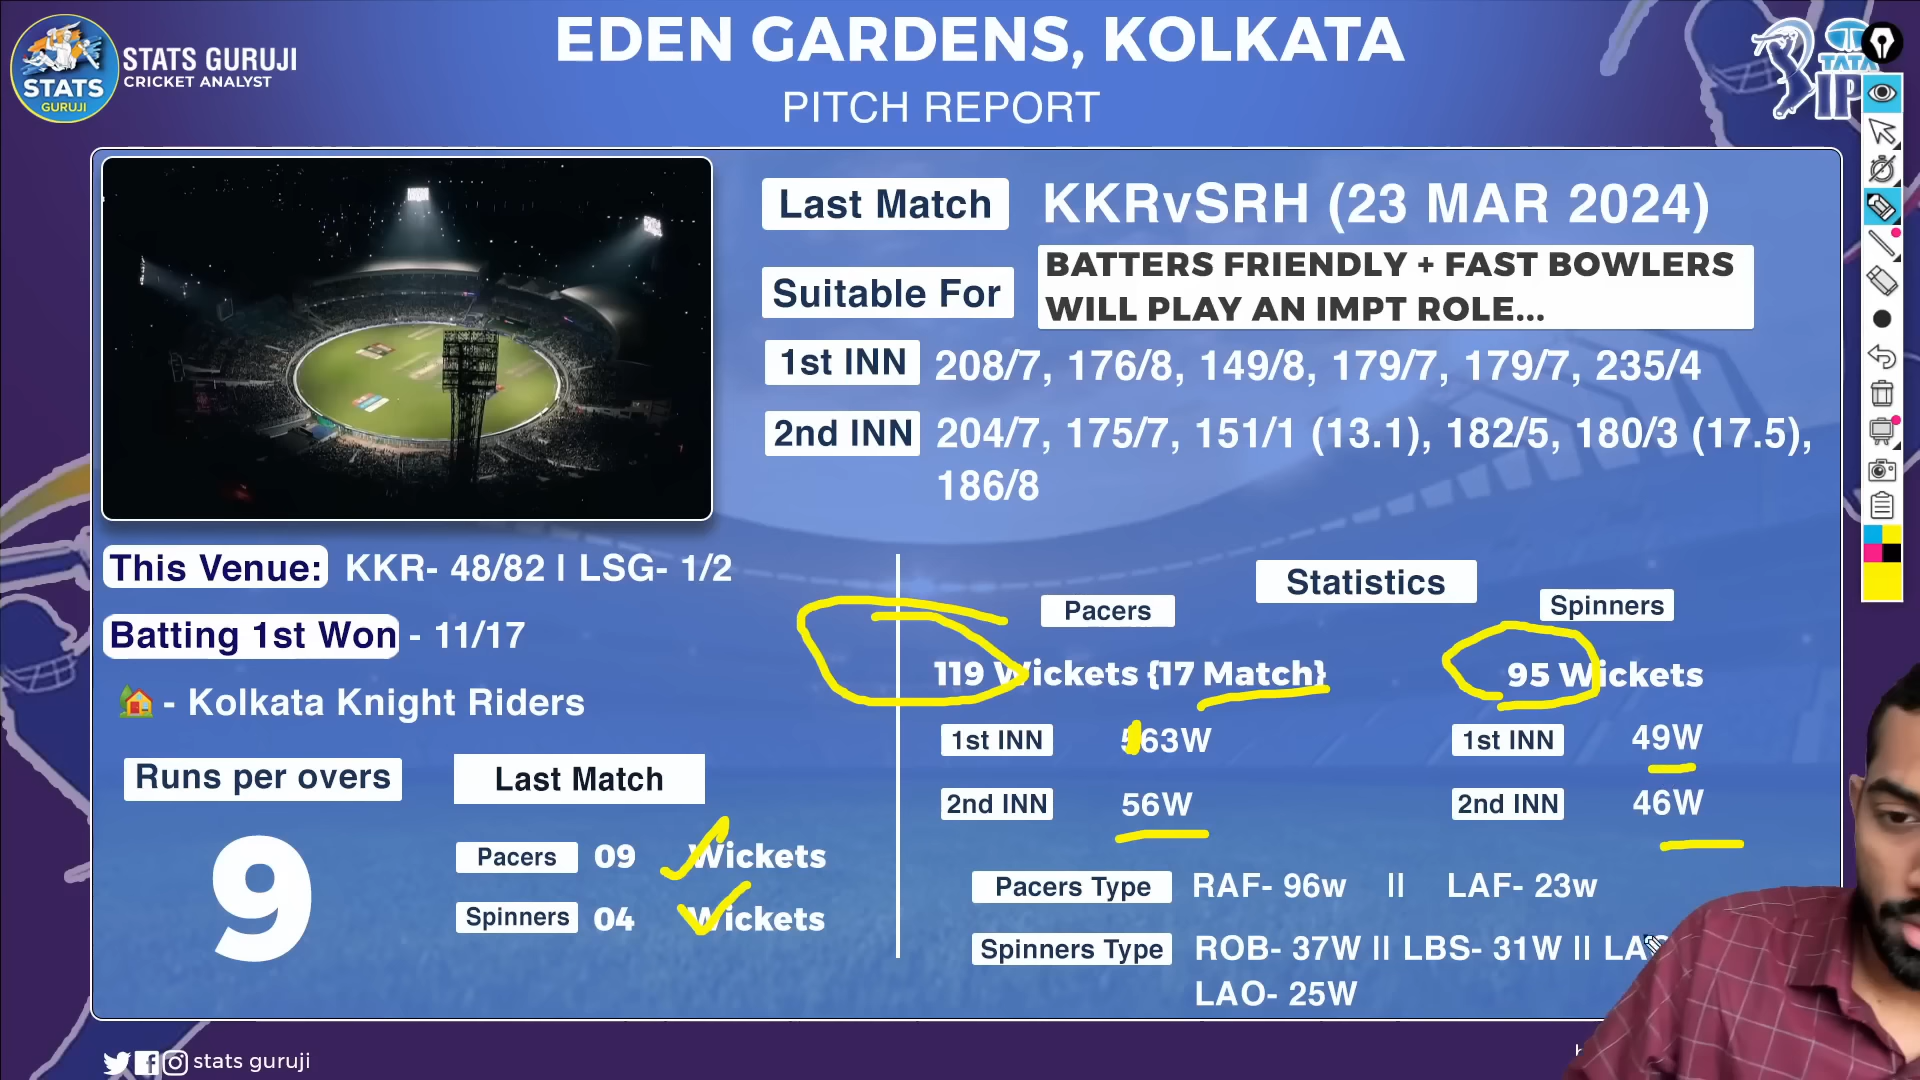 EDEN GARDENS, KOLKATA
PITCH REPORT
STATS GURUJI
CRICKET ANALYST
STATS
GURUJI
TATA
Last Match KKRvSRH (23 MAR 2024)
Suitable For BATTERS FRIENDLY + FAST BOWLERS
WILL PLAY AN IMPT ROLE...
1st INN 208/7, 176/8, 149/8, 179/7, 179/7, 235/4
2nd INN 204/7, 175/7, 151/1 (13.1), 182/5, 180/3 (17.5),
186/8
This Venue: KKR- 48/82 | LSG- 1/2
Batting 1st Won - 11/17
- Kolkata Knight Riders
Runs per overs
9
Last Match
Pacers 09 Wickets
Spinners 04 Wickets
Statistics
Pacers
Spinners
119 Wickets {17 Match}
95 Wickets
1st INN 563W
1st INN 49W
2nd INN 56W
2nd INN 46W
Pacers Type RAF- 96w || LAF- 23w
Spinners Type ROB- 37W || LBS- 31W ||
LAO- 25W
stats guruji